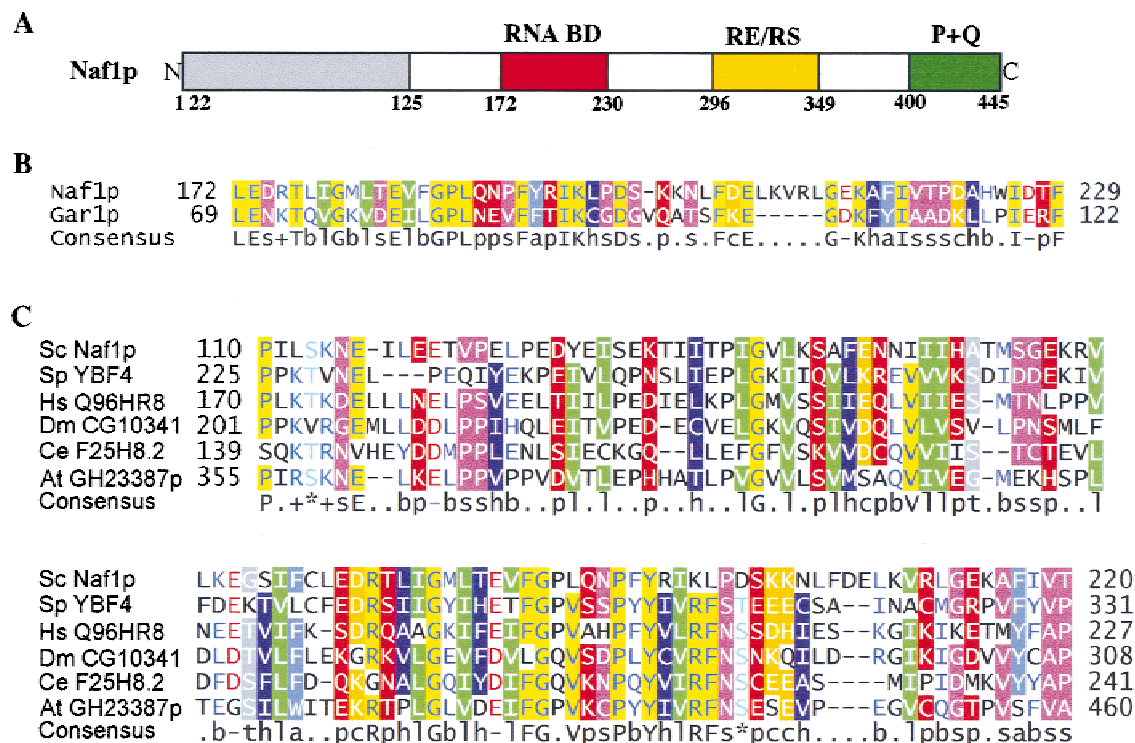 A
RNA BD RE/RS P+Q
Naf1p N C
1 22 125 172 230 296 349 400 445
B
Naf1p 172 LEDRTLIGMLTEVFGPLQNPFYRIKLPDS-KKNLFDELKVRLGEKAFIVTPDAHWIDTF 229
Gar1p 69 LENKTQVGKVDEILGPLNEVFFTIKCGDGVQATSFKE-----GDKFYIAADKLLPIERF 122
Consensus LEs+TblGblsElbGPLppsFapIKhsDs.p.s.FcE.....G-KhaIssschb.I-pF
C
Sc Naf1p 110 PILSKNE-ILEETVPELPEDYEISEKTIITPIGVLKSAFENNIIIHATMSGEKRV
Sp YBF4 225 PPKTVNEL---PEQIYEKPEIVLQPNSLIEPLGKIIQVLKREVVVKSDIDDEKIV
Hs Q96HR8 170 PLKTKDELLLNELPSVEELTIILPEDIELKPLGMVSSIIEQLVIIES-MTNLPPV
Dm CG10341 201 PPKVRGEMLLDDLPPIHQLEITVPED-ECVELGKVQSIVDQLVLVSV-LPNSMLF
Ce F25H8.2 139 SQKTRNVHEYDDMPPLENLSIECKGQ--LLEFGFVSKVVDCQVVIIS-TCTEVL
At GH23387p 355 PIRSKNE--LKELPPVPPVDVTLEPHHATLPVGVVLSVMSAQVIVEG-MEKHSPL
Consensus P.+*+sE..bp-bsshb..pl.l..p..h..lG.l.plhcpbVllpt.bssp..l
Sc Naf1p LKEGSIFCLEDRTLIGMLTEVFGPLQNPFYRIKLPDSKKNLFDELKVRLGEKAFIVT 220
Sp YBF4 FDEKTVLCFEDRSIIGYIHETFGPVSSPYYIVRFSTEEECSA--INACMGRPVFYVP 331
Hs Q96HR8 NEETVIFK-SDRQAAGKIFEIFGPVAHPFYVLRFNSSDHIES--KGIKIKETMYFAP 227
Dm CG10341 DLDTVLFLEKGRKVLGEVFDVLGQVSDPLYCVRFNSNKQILD--RGIKIGDVVYCAP 308
Ce F25H8.2 DFDSFLFD-QKGNALGQIYDIFGQVKNPQYVIRFNSCEEAS----MIPIDMKVYYAP 241
At GH23387p TEGSILWITEKRTPLGLVDEIFGPVKCPYYIVRFNSESEVP---EGVCQGTPVSFVA 460
Consensus .b-thla..pcRphlGblh-lFG.VpsPbYhlRFs*pcch....b.lpbsp.sabss